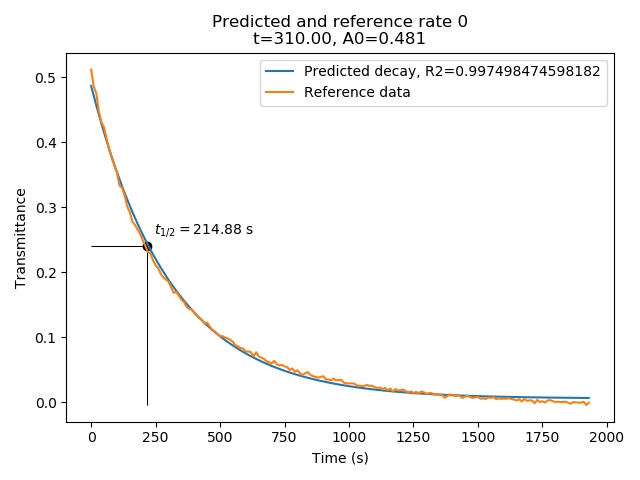 Predicted and reference rate 0
t=310.00, A0=0.481
Predicted decay, R2=0.997498474598182
Reference data
t1/2 = 214.88 s
Transmittance
0.5
0.4
0.3
0.2
0.1
0.0
0 250 500 750 1000 1250 1500 1750 2000
Time (s)